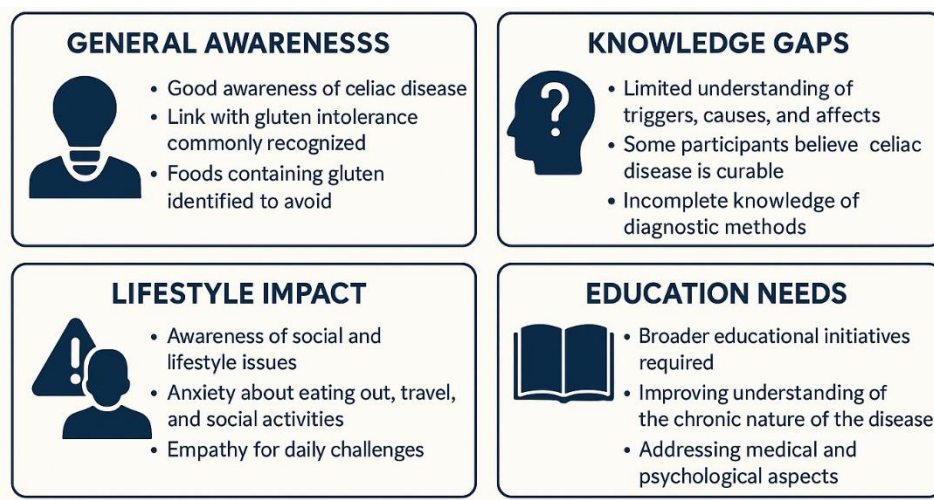 GENERAL AWARENESSS
• Good awareness of celiac disease
• Link with gluten intolerance
commonly recognized
• Foods containing gluten
identified to avoid
KNOWLEDGE GAPS
?
• Limited understanding of
triggers, causes, and affects
• Some participants believe celiac
disease is curable
• Incomplete knowledge of
diagnostic methods
LIFESTYLE IMPACT
!
• Awareness of social and
lifestyle issues
• Anxiety about eating out, travel,
and social activities
• Empathy for daily challenges
EDUCATION NEEDS
• Broader educational initiatives
required
• Improving understanding of
the chronic nature of the disease
• Addressing medical and
psychological aspects